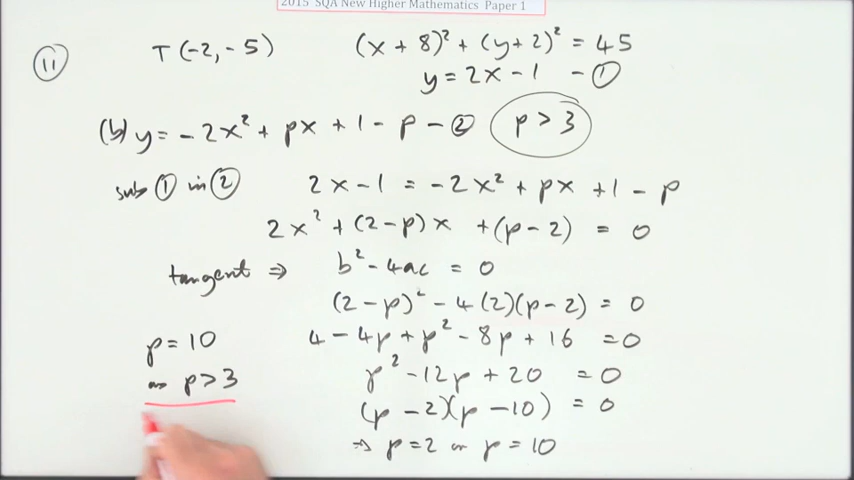 2015 SQA New Higher Mathematics Paper 1
(11) T(-2,-5) (x+8)² + (y+2)² = 45
y = 2x - 1 - ①
(b) y = -2x² + px + 1 - p - ② p > 3
sub ① in ② 2x - 1 = -2x² + px + 1 - p
2x² + (2-p)x + (p-2) = 0
tangent ⇒ b² - 4ac = 0
(2-p)² - 4(2)(p-2) = 0
p = 10 4 - 4p + p² - 8p + 16 = 0
as p > 3 p² - 12p + 20 = 0
(p-2)(p-10) = 0
⇒ p = 2 or p = 10